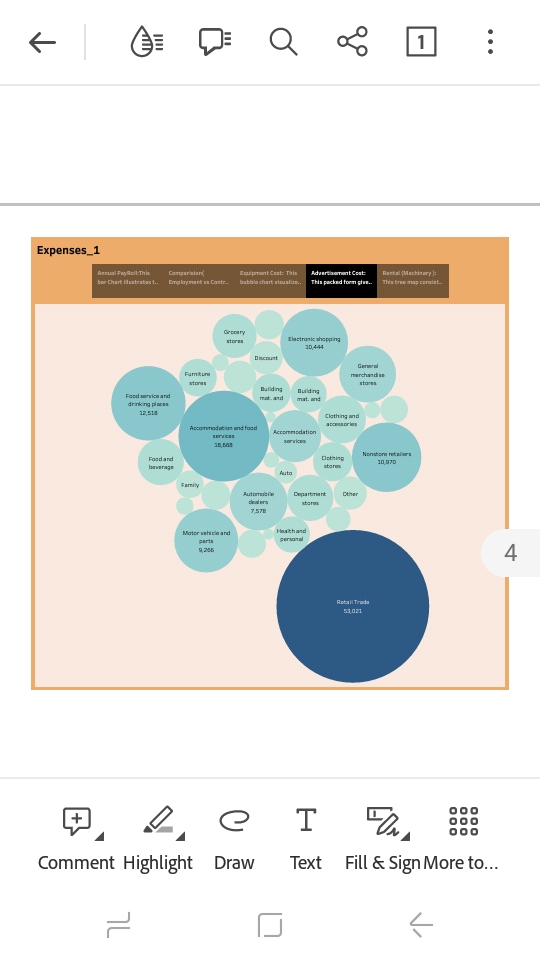 1
Expenses_1
Annual PayRoll:This
bar Chart illustrates t..
Comparision(
Employment vs Contr..
Equipment Cost: This
bubble chart visualize..
Advertisement Cost:
This packed form give..
Rental (Machinary ):
This tree map consist..
Grocery
stores
Electronic shopping
10,444
Discount
General
merchandise
stores
Furniture
stores
Food service and
drinking places
12,518
Building
mat. and
Building
mat. and
Clothing and
accessories
Accommodation and food
services
18,668
Accommodation
services
Nonstore retailers
10,970
Food and
beverage
Clothing
stores
Auto
Family
Automobile
dealers
7,578
Department
stores
Other
Motor vehicle and
parts
9,266
Health and
personal
4
Retail Trade
53,021
Comment
Highlight
Draw
Text
Fill & Sign
More to...